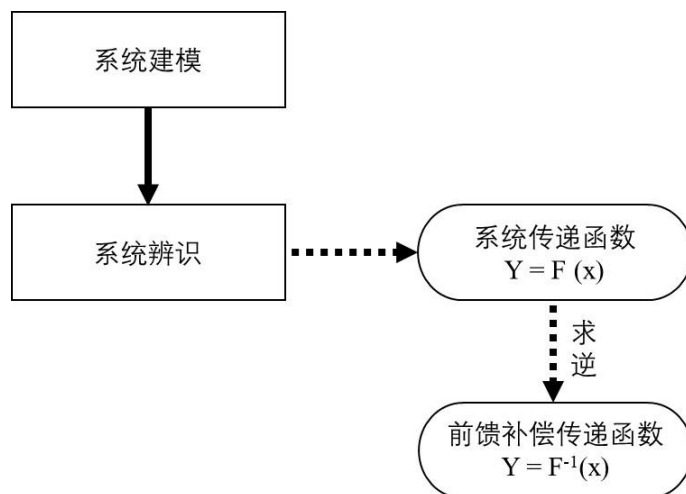 系统建模
系统辨识
系统传递函数
Y = F (x)
求
逆
前馈补偿传递函数
Y = F⁻¹(x)